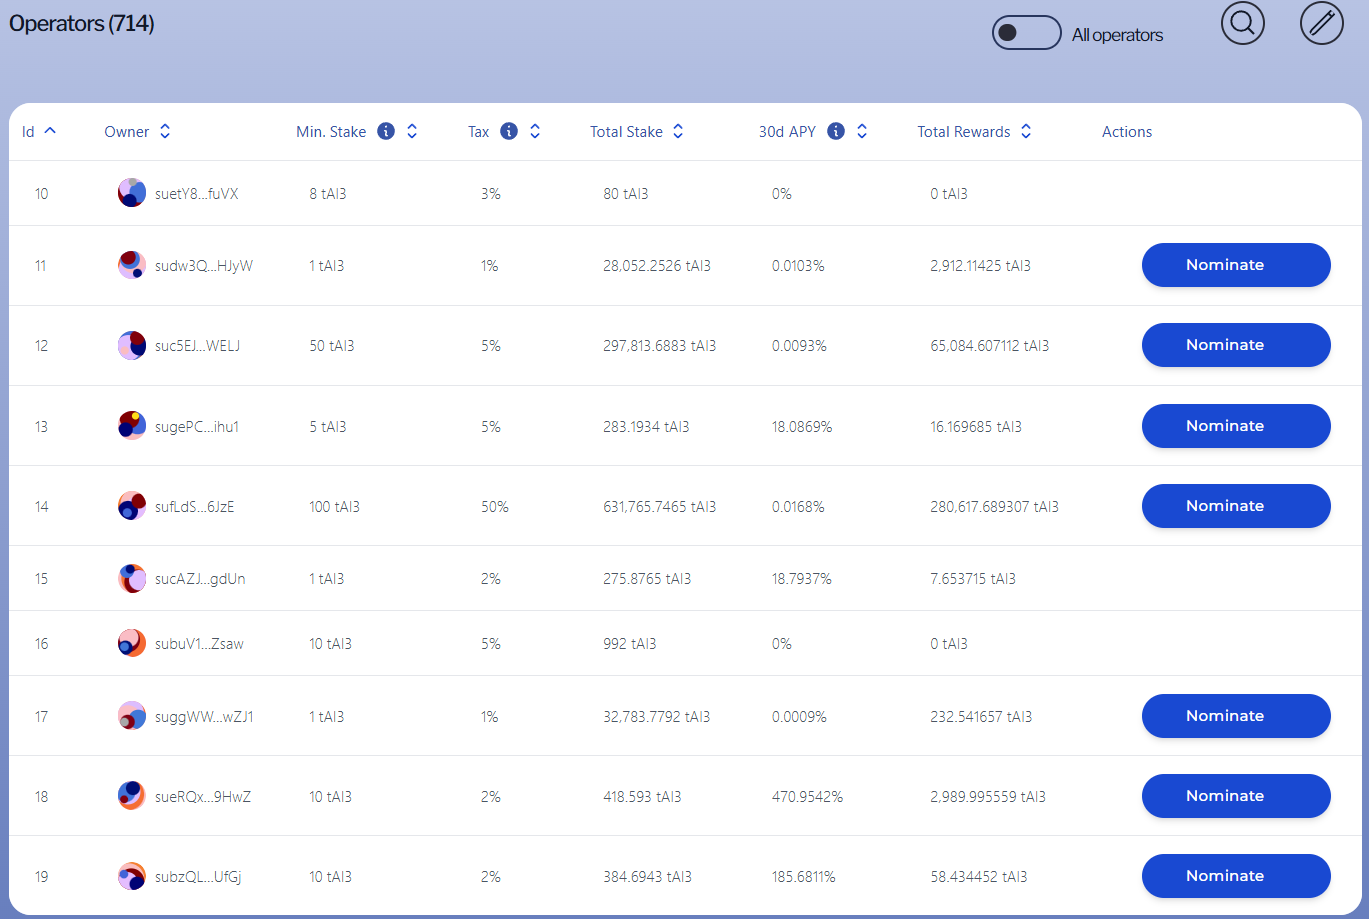 Operators (714)
All operators
Id Owner Min. Stake Tax Total Stake 30d APY Total Rewards Actions
10 suetY8...fuVX 8 tAI3 3% 80 tAI3 0% 0 tAI3
11 sudw3Q...HJyW 1 tAI3 1% 28,052.2526 tAI3 0.0103% 2,912.11425 tAI3 Nominate
12 suc5EJ...WELJ 50 tAI3 5% 297,813.6883 tAI3 0.0093% 65,084.607112 tAI3 Nominate
13 sugePC...ihu1 5 tAI3 5% 283.1934 tAI3 18.0869% 16.169685 tAI3 Nominate
14 sufLdS...6JzE 100 tAI3 50% 631,765.7465 tAI3 0.0168% 280,617.689307 tAI3 Nominate
15 sucAZJ...gdUn 1 tAI3 2% 275.8765 tAI3 18.7937% 7.653715 tAI3
16 subuV1...Zsaw 10 tAI3 5% 992 tAI3 0% 0 tAI3
17 suggWW...wZJ1 1 tAI3 1% 32,783.7792 tAI3 0.0009% 232.541657 tAI3 Nominate
18 sueRQx...9HwZ 10 tAI3 2% 418.593 tAI3 470.9542% 2,989.995559 tAI3 Nominate
19 subzQL...UfGj 10 tAI3 2% 384.6943 tAI3 185.6811% 58.434452 tAI3 Nominate